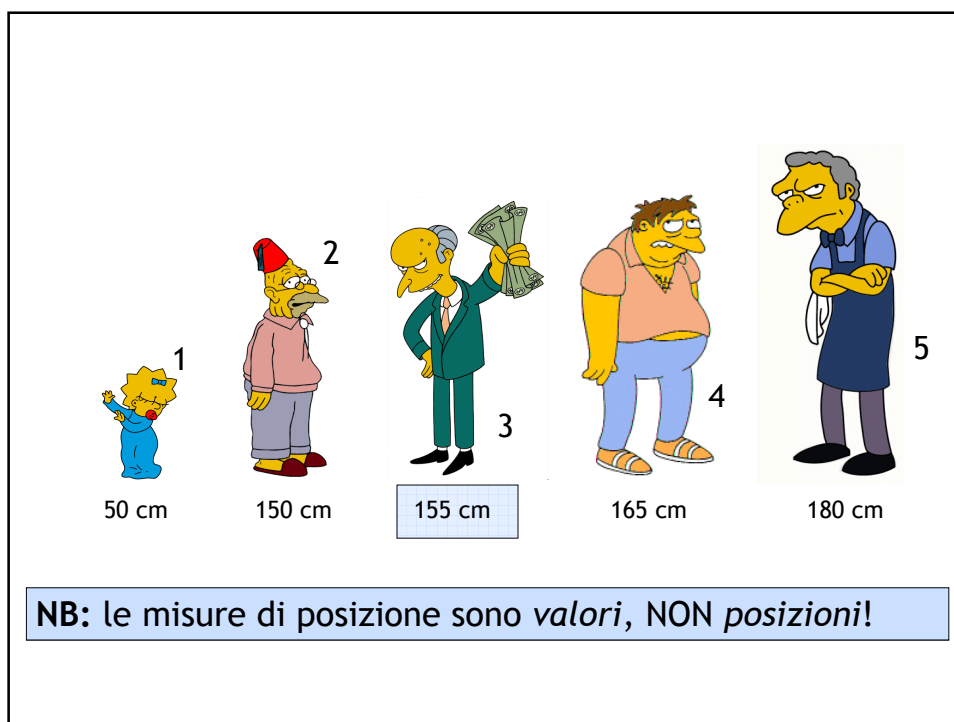 1
2
3
4
5
50 cm
150 cm
155 cm
165 cm
180 cm
NB: le misure di posizione sono valori, NON posizioni!